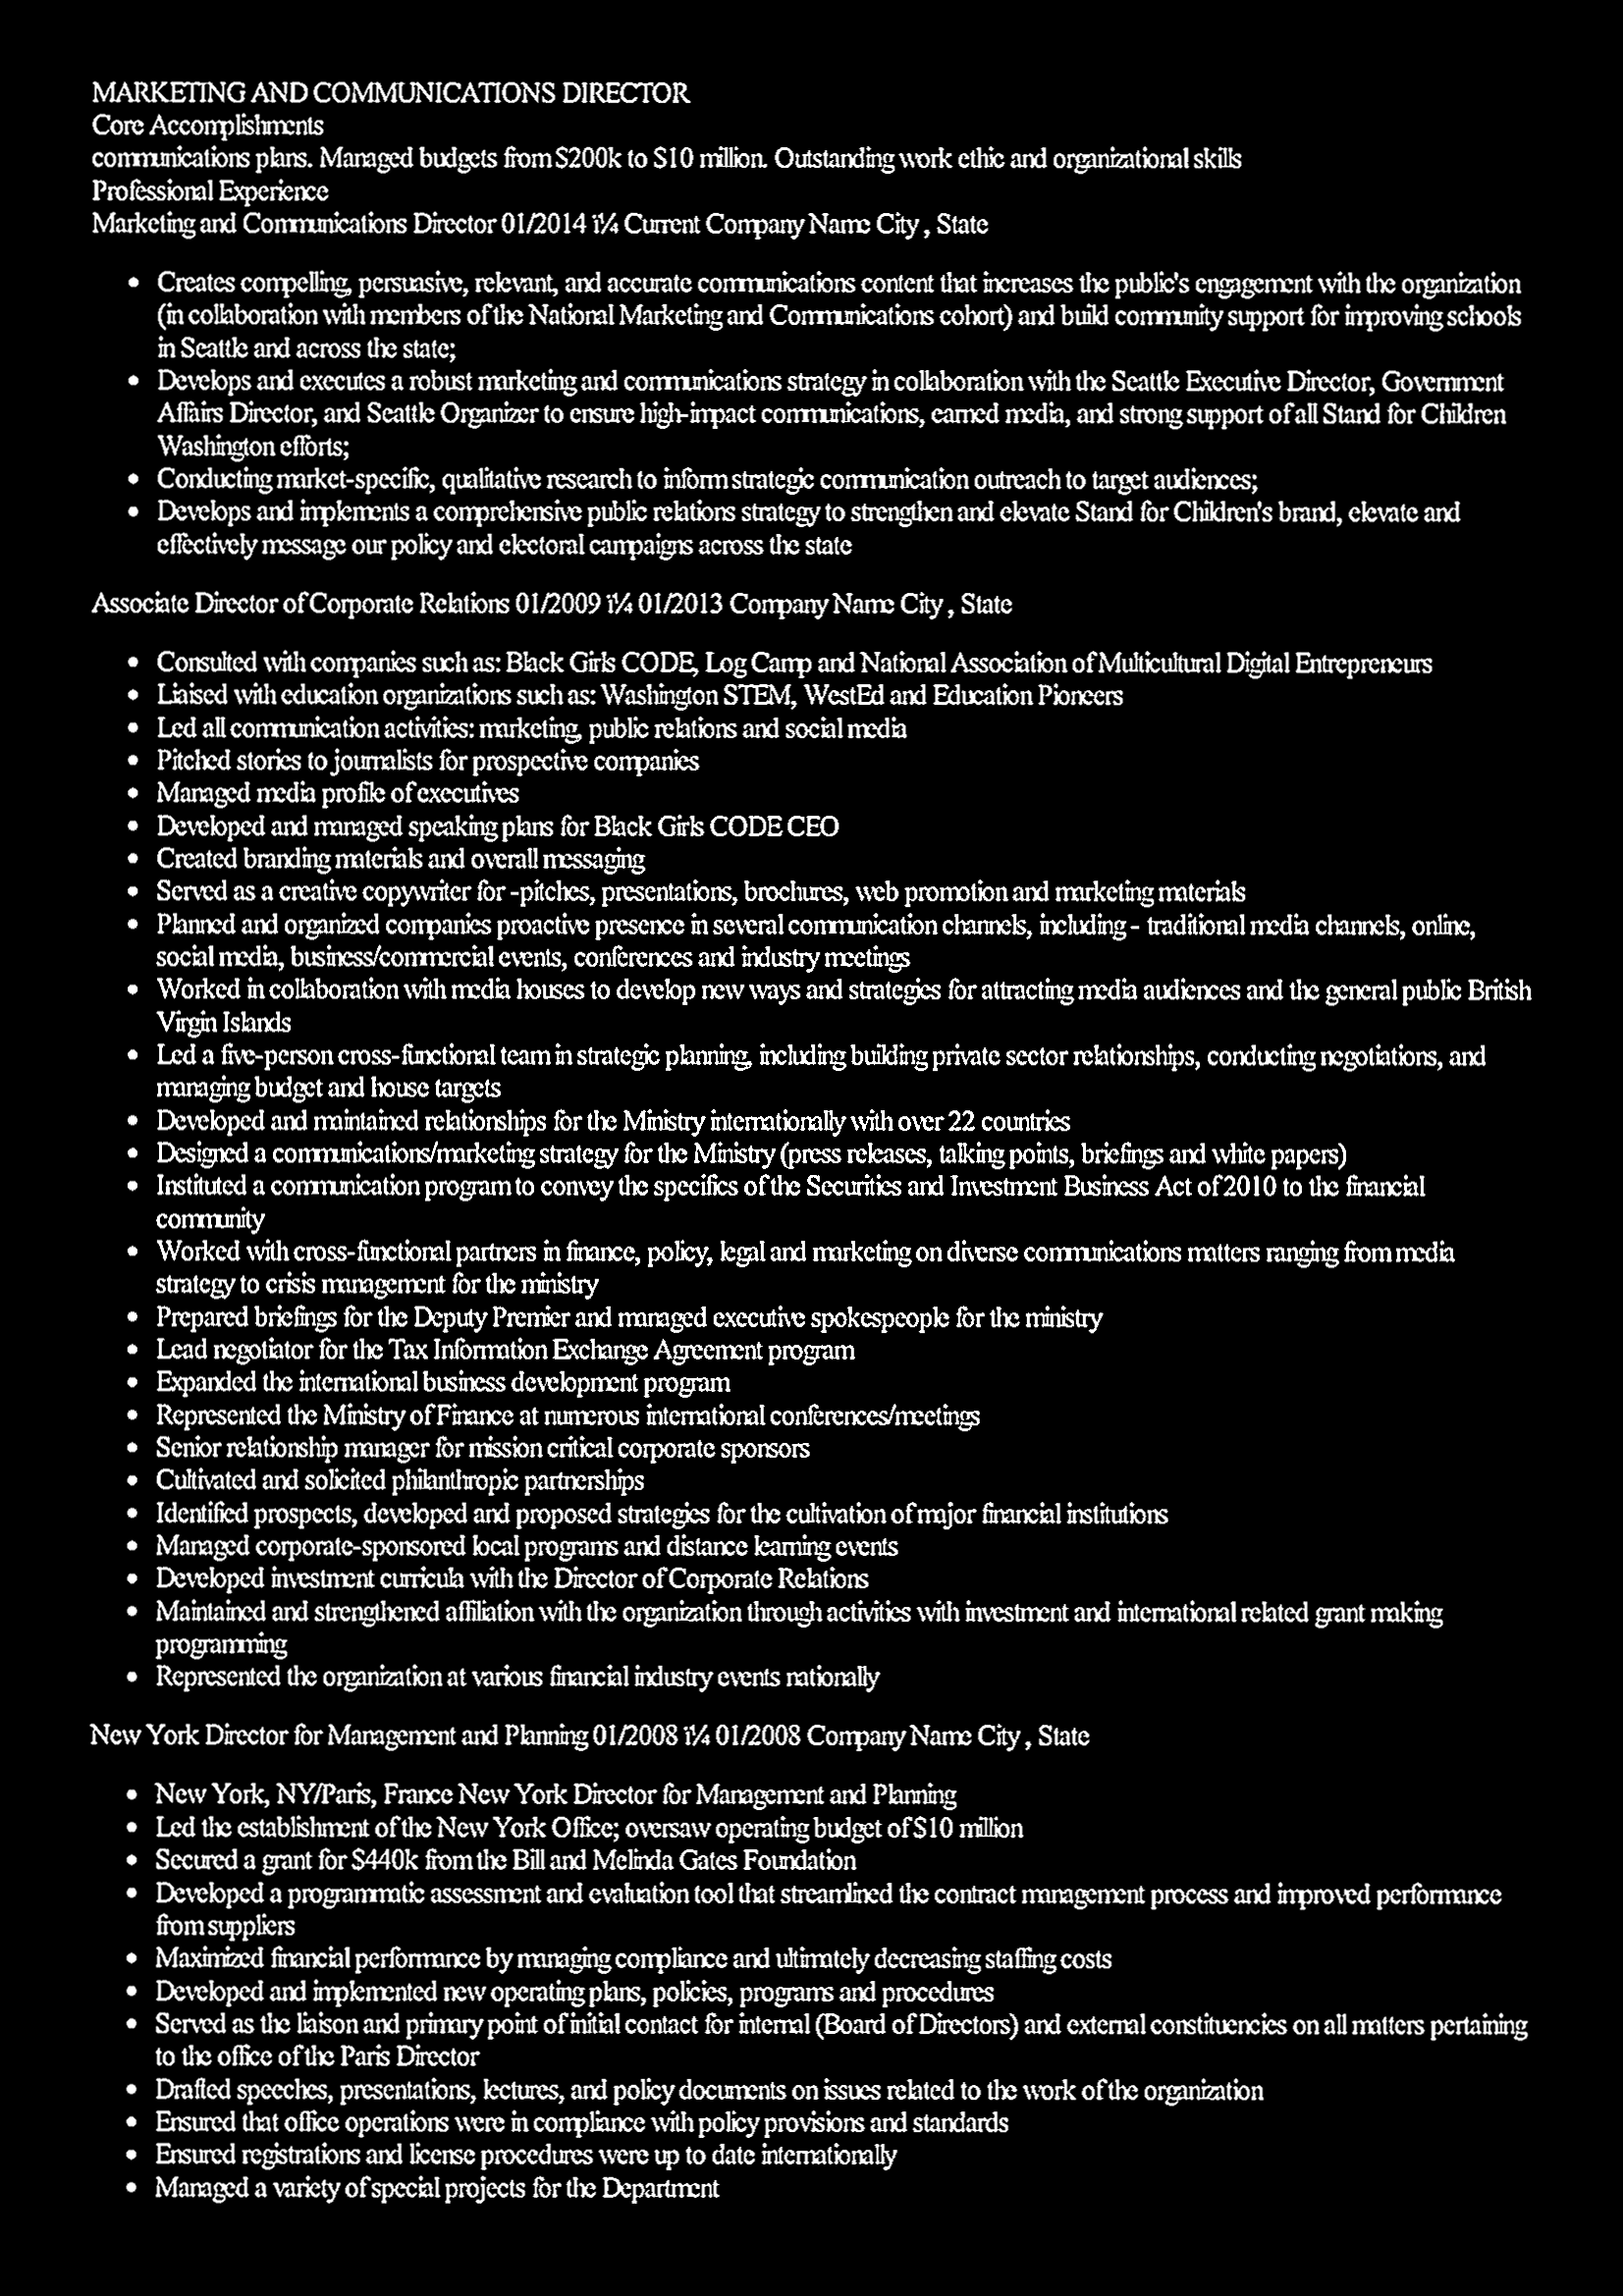 MARKETING AND COMMUNICATIONS DIRECTOR
Core Accomplishments
communications plans. Managed budgets from $200k to $10 million. Outstanding work ethic and organizational skills
Professional Experience
Marketing and Communications Director 01/2014 ï¼ Current Company Name City , State
• Creates compelling, persuasive, relevant, and accurate communications content that increases the public's engagement with the organization
(in collaboration with members of the National Marketing and Communications cohort) and build community support for improving schools
in Seattle and across the state;
• Develops and executes a robust marketing and communications strategy in collaboration with the Seattle Executive Director, Government
Affairs Director, and Seattle Organizer to ensure high-impact communications, earned media, and strong support of all Stand for Children
Washington efforts;
• Conducting market-specific, qualitative research to inform strategic communication outreach to target audiences;
• Develops and implements a comprehensive public relations strategy to strengthen and elevate Stand for Children's brand, elevate and
effectively message our policy and electoral campaigns across the state
Associate Director of Corporate Relations 01/2009 ï¼ 01/2013 Company Name City , State
• Consulted with companies such as: Black Girls CODE, Log Camp and National Association of Multicultural Digital Entrepreneurs
• Liaised with education organizations such as: Washington STEM, WestEd and Education Pioneers
• Led all communication activities: marketing, public relations and social media
• Pitched stories to journalists for prospective companies
• Managed media profile of executives
• Developed and managed speaking plans for Black Girls CODE CEO
• Created branding materials and overall messaging
• Served as a creative copywriter for -pitches, presentations, brochures, web promotion and marketing materials
• Planned and organized companies proactive presence in several communication channels, including - traditional media channels, online,
social media, business/commercial events, conferences and industry meetings
• Worked in collaboration with media houses to develop new ways and strategies for attracting media audiences and the general public British
Virgin Islands
• Led a five-person cross-functional team in strategic planning, including building private sector relationships, conducting negotiations, and
managing budget and house targets
• Developed and maintained relationships for the Ministry internationally with over 22 countries
• Designed a communications/marketing strategy for the Ministry (press releases, talking points, briefings and white papers)
• Instituted a communication program to convey the specifics of the Securities and Investment Business Act of 2010 to the financial
community
• Worked with cross-functional partners in finance, policy, legal and marketing on diverse communications matters ranging from media
strategy to crisis management for the ministry
• Prepared briefings for the Deputy Premier and managed executive spokespeople for the ministry
• Lead negotiator for the Tax Information Exchange Agreement program
• Expanded the international business development program
• Represented the Ministry of Finance at numerous international conferences/meetings
• Senior relationship manager for mission critical corporate sponsors
• Cultivated and solicited philanthropic partnerships
• Identified prospects, developed and proposed strategies for the cultivation of major financial institutions
• Managed corporate-sponsored local programs and distance learning events
• Developed investment curricula with the Director of Corporate Relations
• Maintained and strengthened affiliation with the organization through activities with investment and international related grant making
programming
• Represented the organization at various financial industry events nationally
New York Director for Management and Planning 01/2008 ï¼ 01/2008 Company Name City , State
• New York, NY/Paris, France New York Director for Management and Planning
• Led the establishment of the New York Office; oversaw operating budget of $10 million
• Secured a grant for $440k from the Bill and Melinda Gates Foundation
• Developed a programmatic assessment and evaluation tool that streamlined the contract management process and improved performance
from suppliers
• Maximized financial performance by managing compliance and ultimately decreasing staffing costs
• Developed and implemented new operating plans, policies, programs and procedures
• Served as the liaison and primary point of initial contact for internal (Board of Directors) and external constituencies on all matters pertaining
to the office of the Paris Director
• Drafted speeches, presentations, lectures, and policy documents on issues related to the work of the organization
• Ensured that office operations were in compliance with policy provisions and standards
• Ensured registrations and license procedures were up to date internationally
• Managed a variety of special projects for the Department